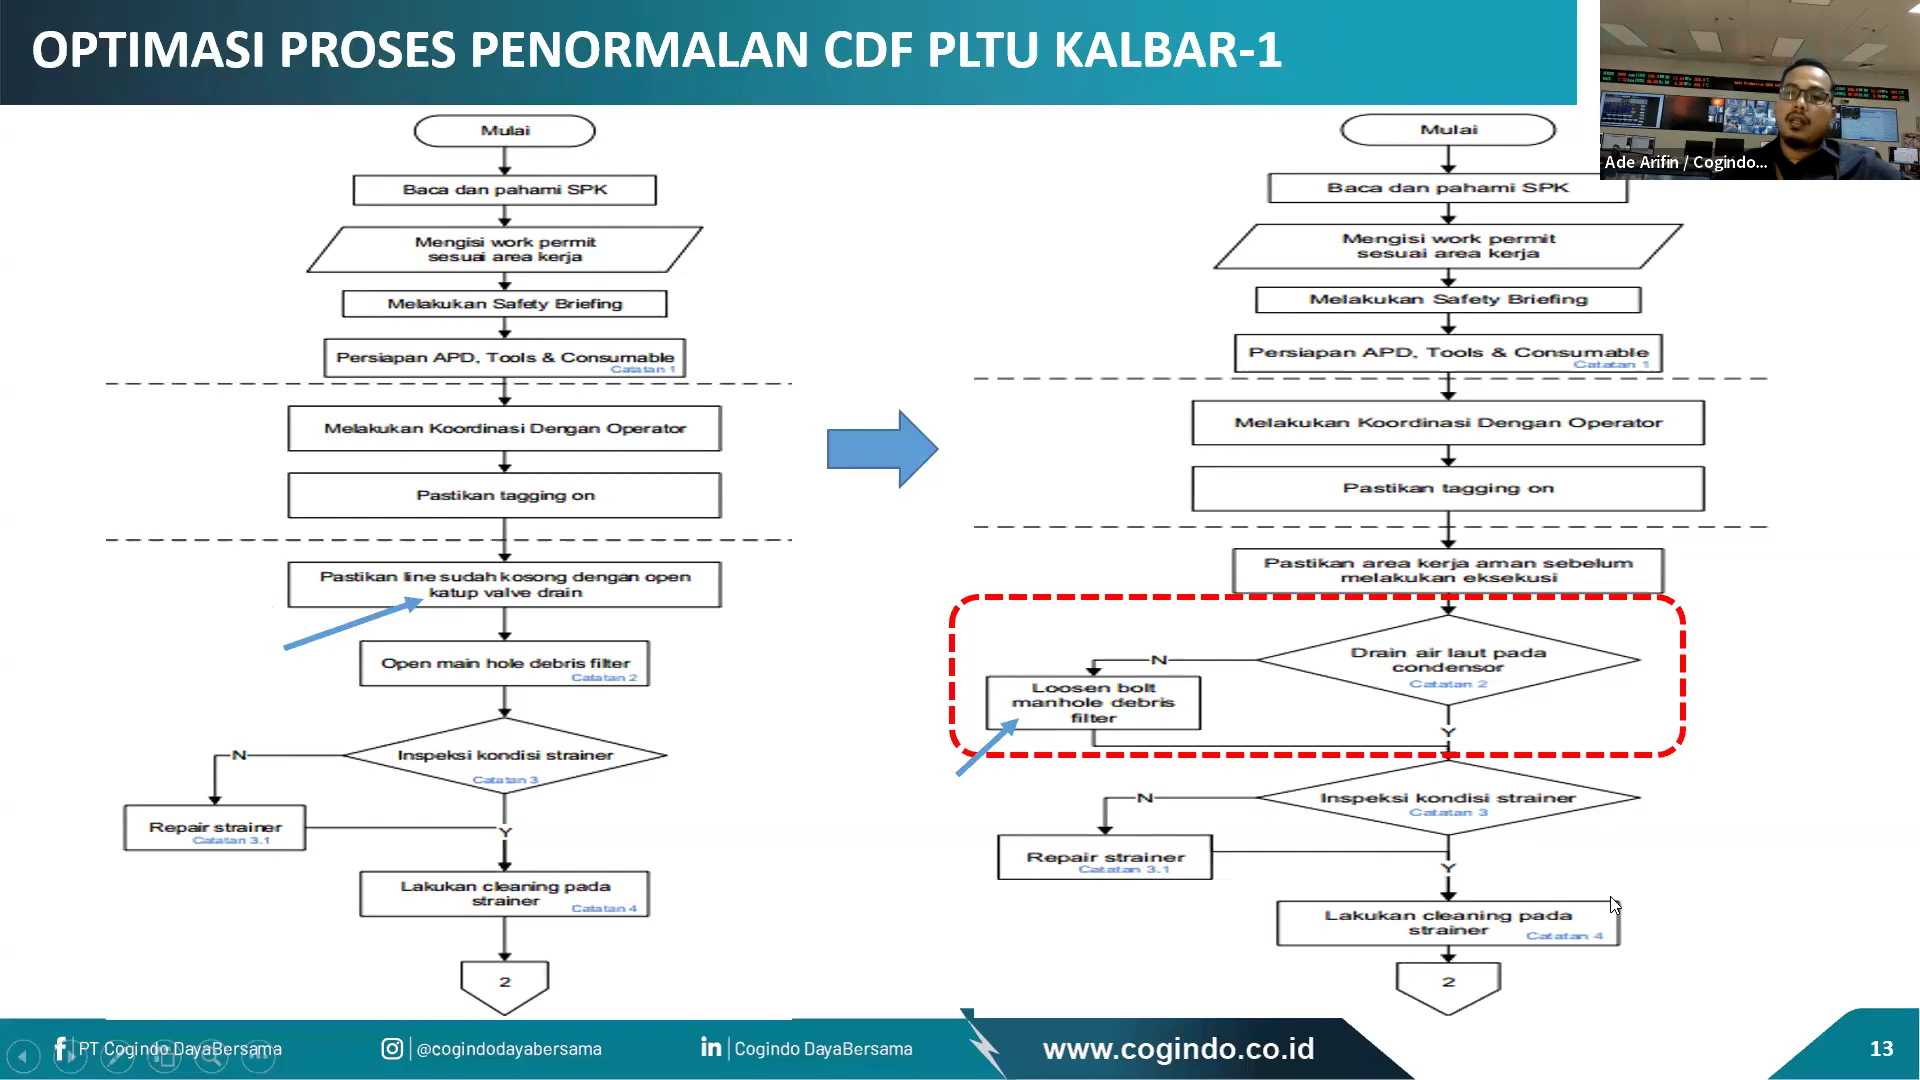 OPTIMASI PROSES PENORMALAN CDF PLTU KALBAR-1
Ade Arifin / Cogindo...
Mulai
Baca dan pahami SPK
Mengisi work permit
sesuai area kerja
Melakukan Safety Briefing
Persiapan APD, Tools & Consumable
Catatan 1
Melakukan Koordinasi Dengan Operator
Pastikan tagging on
Pastikan line sudah kosong dengan open
katup valve drain
Open main hole debris filter
Catatan 2
Inspeksi kondisi strainer
Catatan 3
N
Repair strainer
Catatan 3.1
Y
Lakukan cleaning pada
strainer
Catatan 4
2
Mulai
Baca dan pahami SPK
Mengisi work permit
sesuai area kerja
Melakukan Safety Briefing
Persiapan APD, Tools & Consumable
Catatan 1
Melakukan Koordinasi Dengan Operator
Pastikan tagging on
Pastikan area kerja aman sebelum
melakukan eksekusi
Drain air laut pada
condensor
Catatan 2
N
Loosen bolt
manhole debris
filter
Y
Inspeksi kondisi strainer
Catatan 3
N
Repair strainer
Catatan 3.1
Y
Lakukan cleaning pada
strainer
Catatan 4
2
PT Cogindo DayaBersama
@cogindodayabersama
Cogindo DayaBersama
www.cogindo.co.id
13